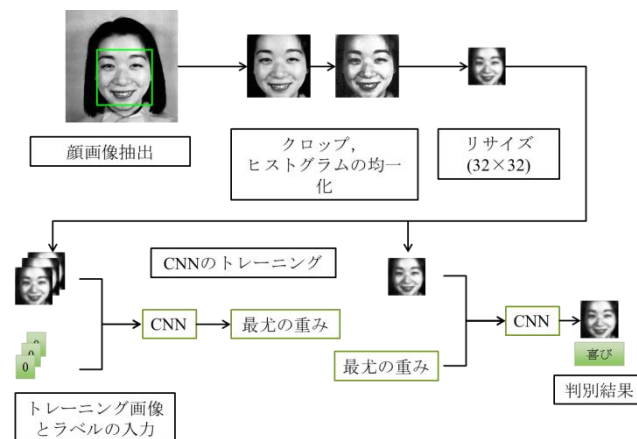 顔画像抽出
クロップ,
ヒストグラムの均一
化
リサイズ
(32×32)
CNNのトレーニング
CNN
最尤の重み
0
0
0
トレーニング画像
とラベルの入力
最尤の重み
CNN
喜び
判別結果